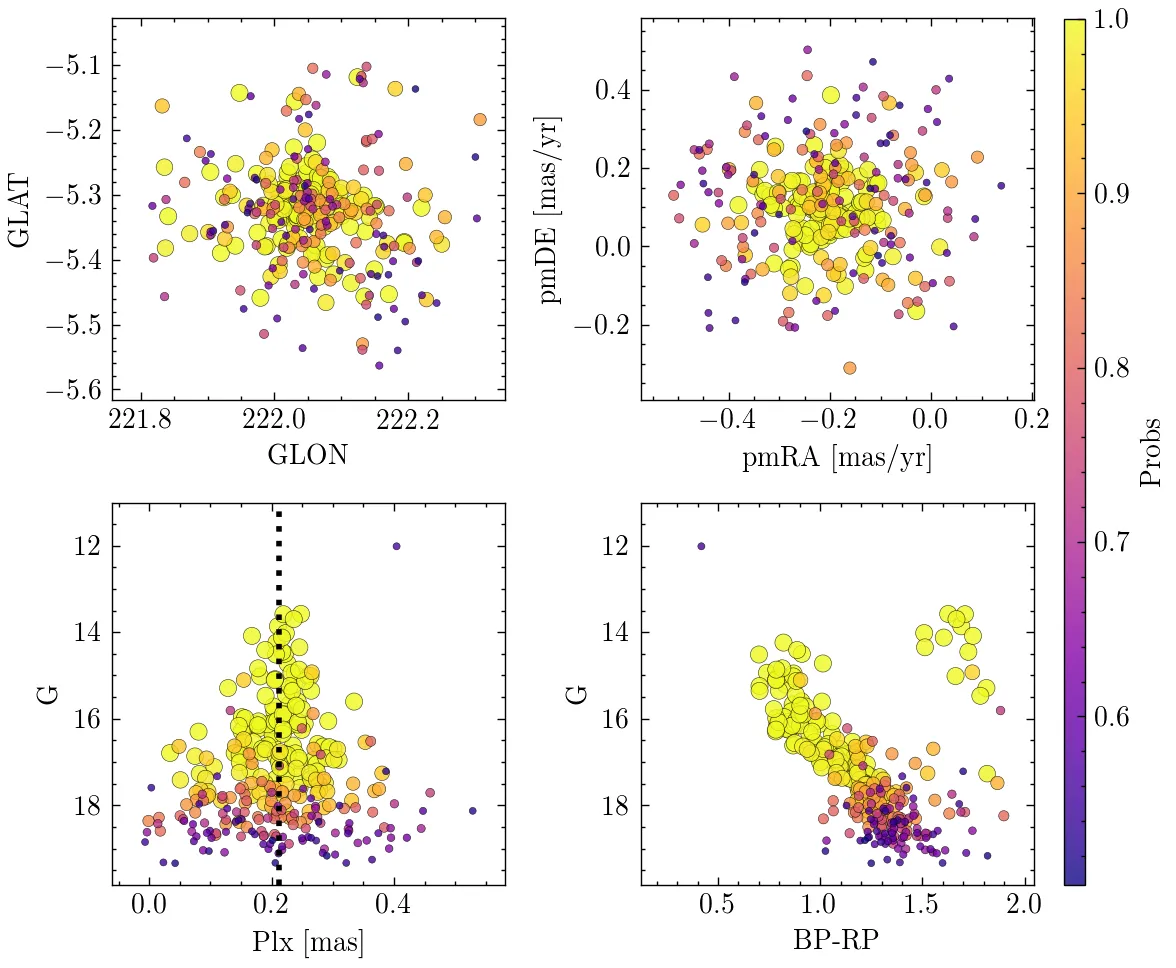 −5.1
−5.2
−5.3
−5.4
−5.5
−5.6
GLAT
221.8 222.0 222.2
GLON
0.4
0.2
0.0
−0.2
pmDE [mas/yr]
−0.4 −0.2 0.0 0.2
pmRA [mas/yr]
12
14
16
18
G
0.0 0.2 0.4
Plx [mas]
12
14
16
18
G
0.5 1.0 1.5 2.0
BP-RP
1.0
0.9
0.8
0.7
0.6
Probs